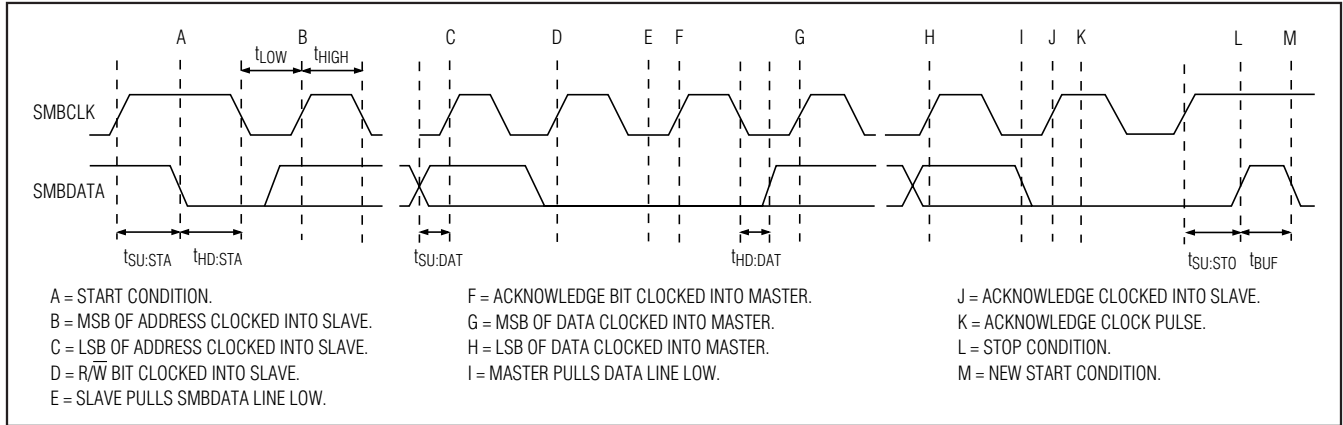 A B C D E F G H I J K L M
tLOW tHIGH
SMBCLK
SMBDATA
tSU:STA tHD:STA tSU:DAT tHD:DAT tSU:STO tBUF
A = START CONDITION.
B = MSB OF ADDRESS CLOCKED INTO SLAVE.
C = LSB OF ADDRESS CLOCKED INTO SLAVE.
D = R/W̅ BIT CLOCKED INTO SLAVE.
E = SLAVE PULLS SMBDATA LINE LOW.
F = ACKNOWLEDGE BIT CLOCKED INTO MASTER.
G = MSB OF DATA CLOCKED INTO MASTER.
H = LSB OF DATA CLOCKED INTO MASTER.
I = MASTER PULLS DATA LINE LOW.
J = ACKNOWLEDGE CLOCKED INTO SLAVE.
K = ACKNOWLEDGE CLOCK PULSE.
L = STOP CONDITION.
M = NEW START CONDITION.